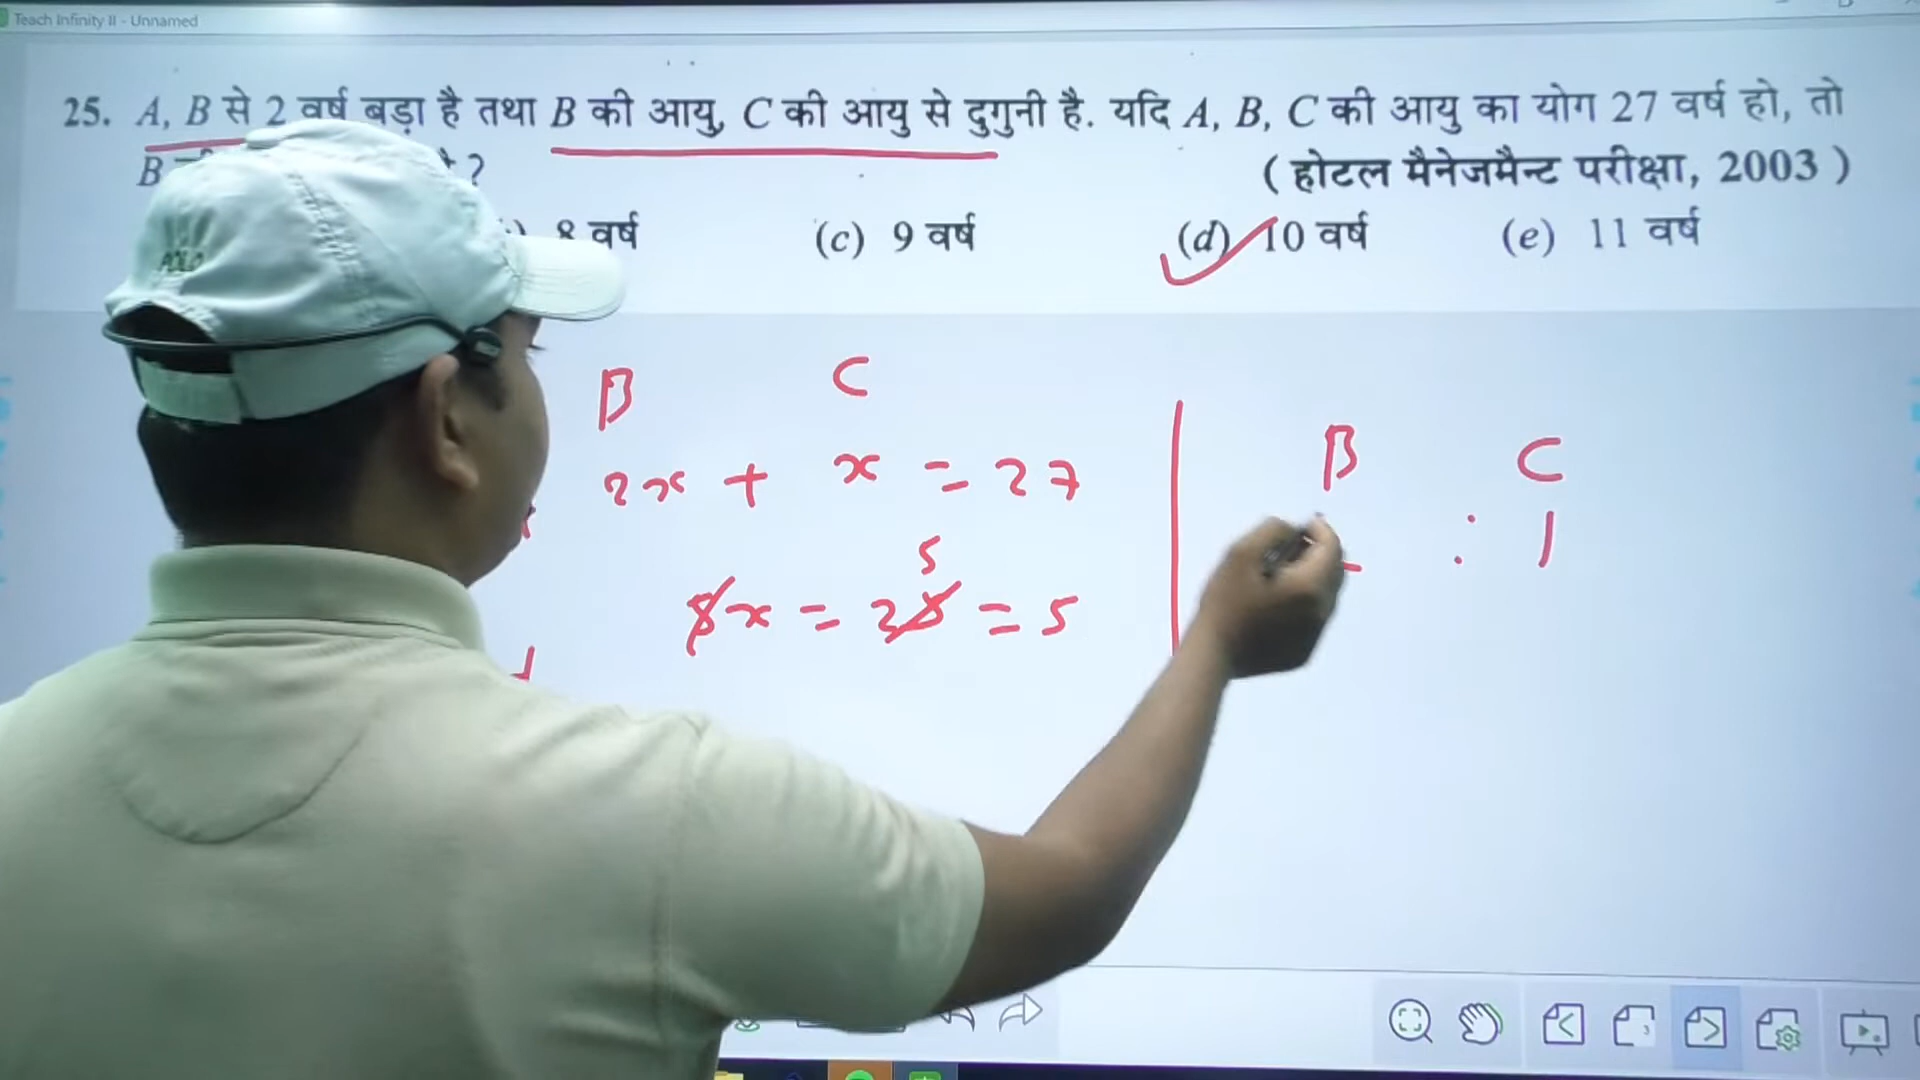 Teach Infinity II - Unnamed
25. A, B से 2 वर्ष बड़ा है तथा B की आयु, C की आयु से दुगुनी है. यदि A, B, C की आयु का योग 27 वर्ष हो, तो
B ?
( होटल मैनेजमैन्ट परीक्षा, 2003 )
8 वर्ष (c) 9 वर्ष (d) 10 वर्ष (e) 11 वर्ष
B C
2x + x = 27
5
5x = 25 = 5
B C
: 1
POLO
3